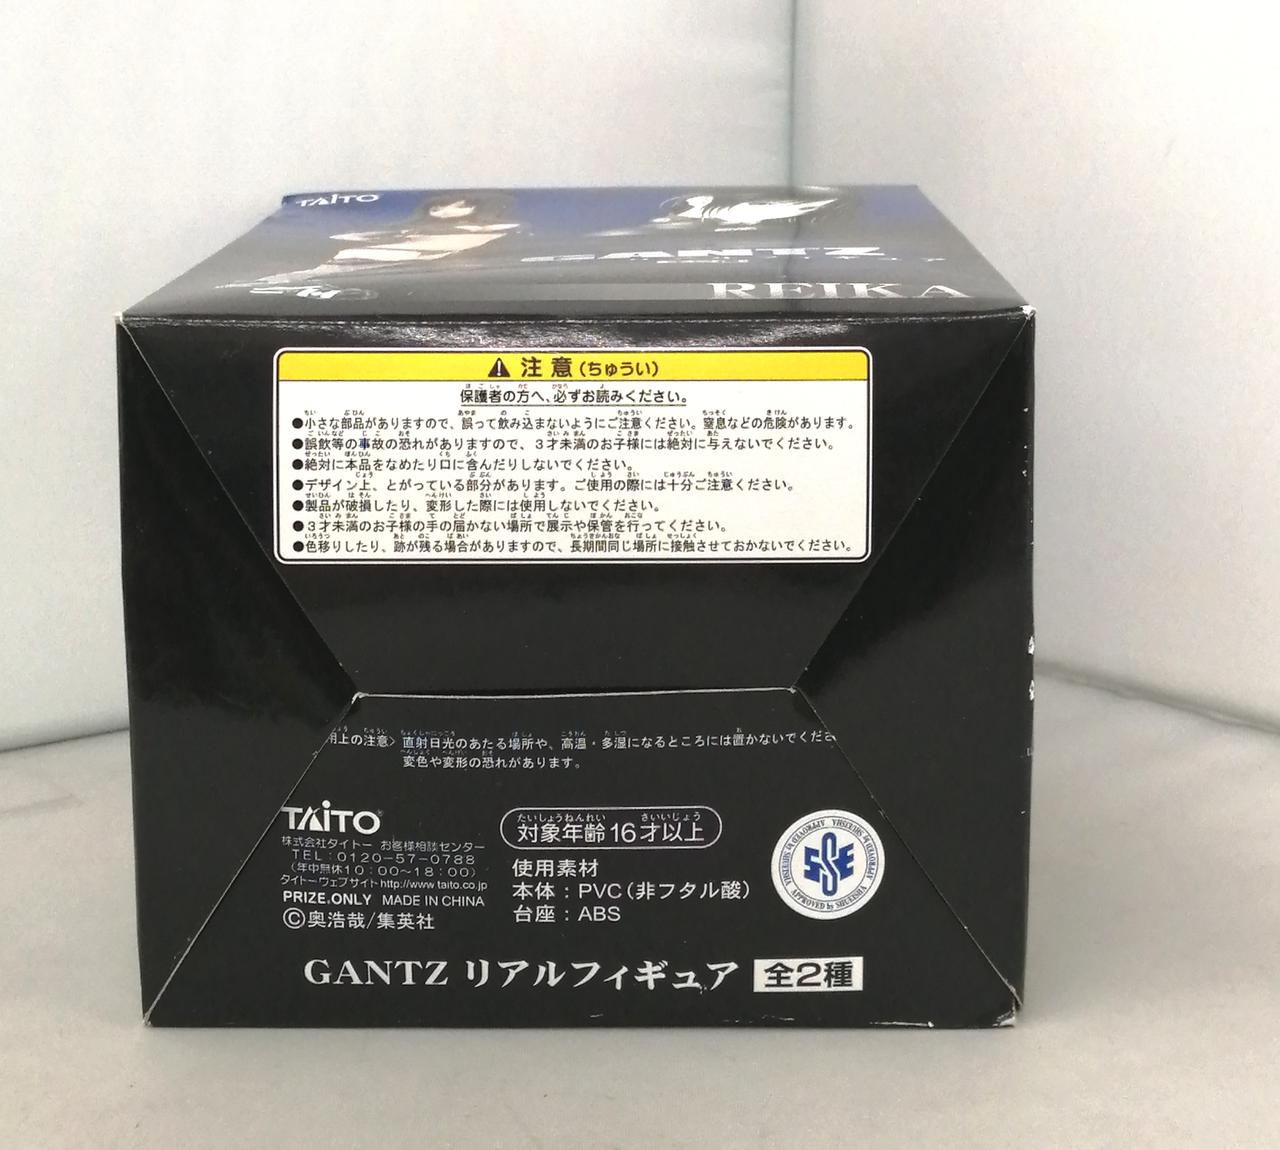 TAITO
GANTZ
REIKA
注意(ちゅうい)
保護者の方へ、必ずお読みください。
●小さな部品がありますので、誤って飲み込まないようにご注意ください。窒息などの危険があります。
●誤飲等の事故の恐れがありますので、3才未満のお子様には絶対に与えないでください。
●絶対に本品をなめたり口に含んだりしないでください。
●デザイン上、とがっている部分があります。ご使用の際には十分ご注意ください。
●製品が破損したり、変形した際には使用しないでください。
●3才未満のお子様の手の届かない場所で展示や保管を行ってください。
●色移りしたり、跡が残る場合がありますので、長期間同じ場所に接触させておかないでください。
用上の注意〉直射日光のあたる場所や、高温・多湿になるところには置かないでくださ
変色や変形の恐れがあります。
TAITO®
株式会社タイトー お客様相談センター
TEL:0120-57-0788
(年中無休10:00～18:00)
タイトーウェブサイト http://www.taito.co.jp
PRIZE.ONLY MADE IN CHINA
©奥浩哉/集英社
対象年齢16才以上
使用素材
本体:PVC(非フタル酸)
台座:ABS
APPROVED by SHUEISHA APPROVED by SHUEISHA APPROVED by SHUEISHA
GANTZ リアルフィギュア 全2種